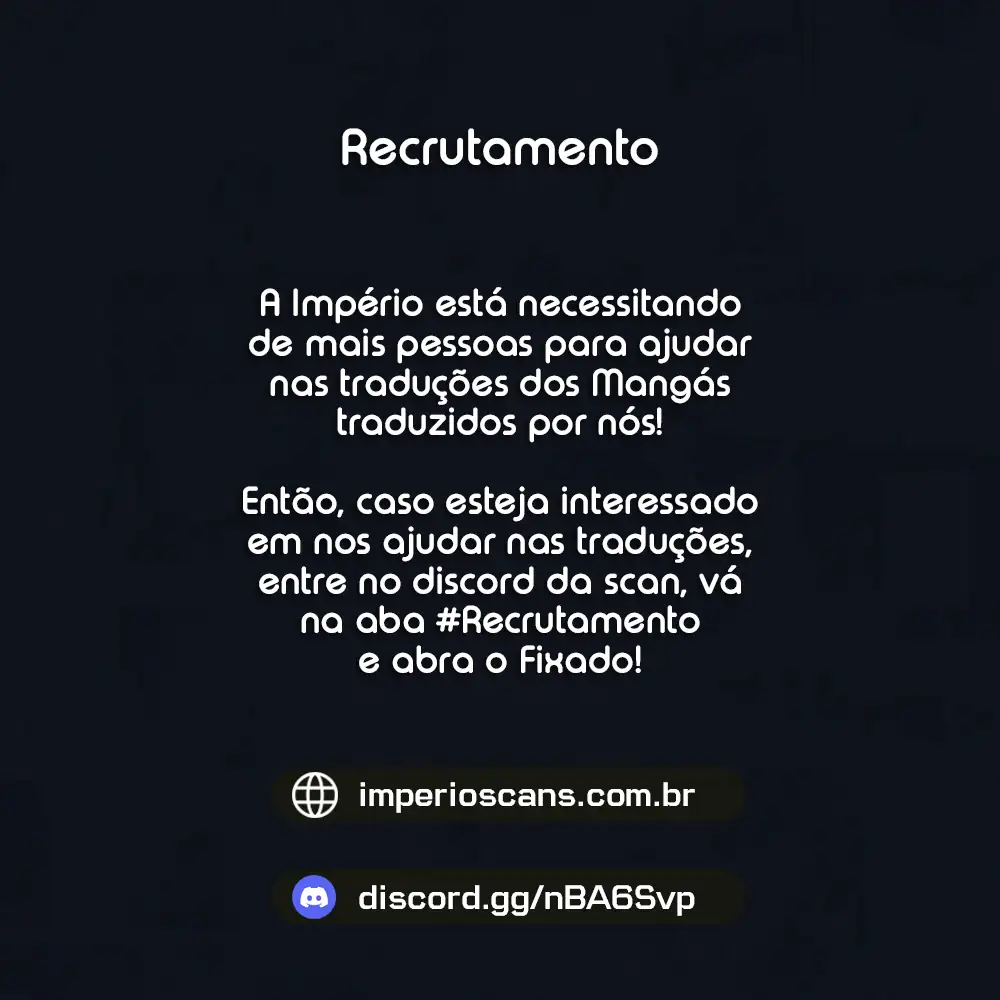 Recrutamento
A Império está necessitando
de mais pessoas para ajudar
nas traduções dos Mangás
traduzidos por nós!
Então, caso esteja interessado
em nos ajudar nas traduções,
entre no discord da scan, vá
na aba #Recrutamento
e abra o Fixado!
imperioscans.com.br
discord.gg/nBA6Svp